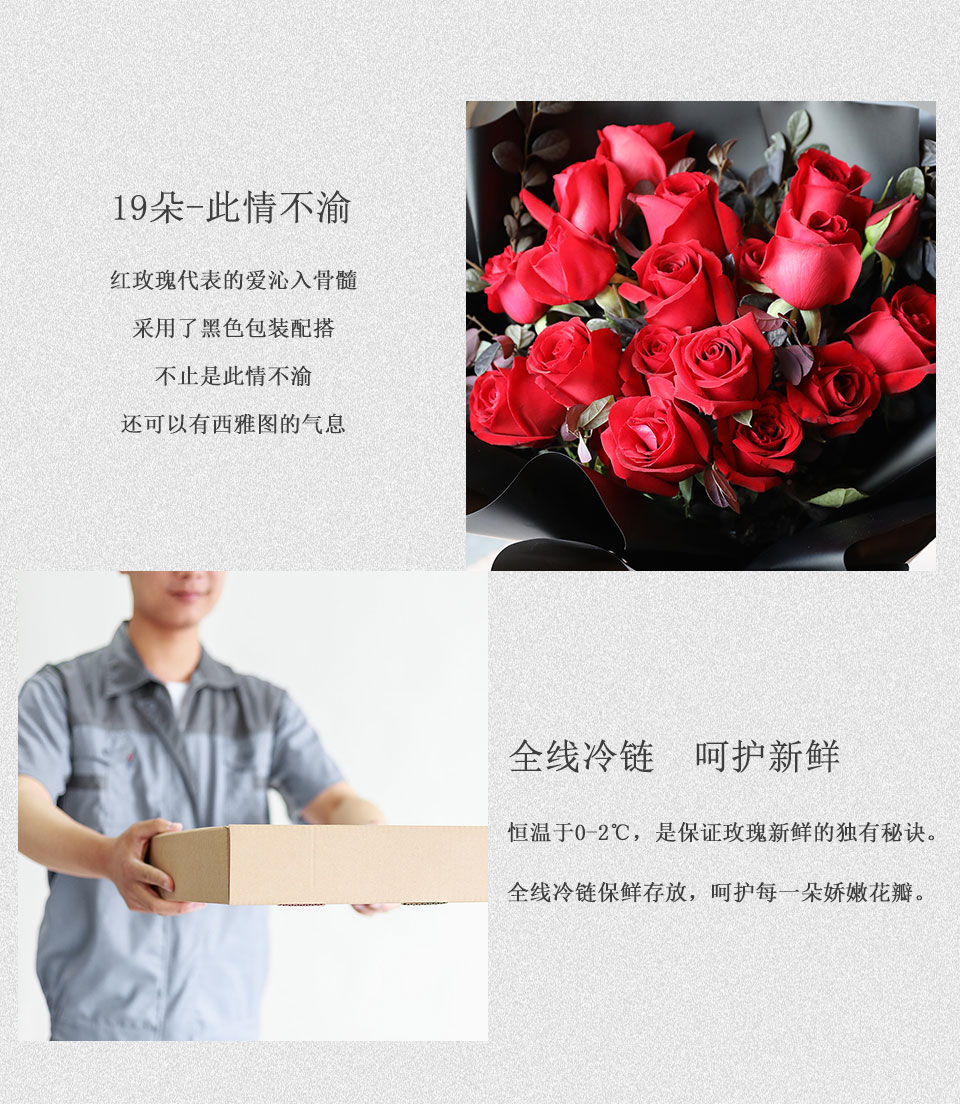 19朵-此情不渝
红玫瑰代表的爱沁入骨髓
采用了黑色包装配搭
不止是此情不渝
还可以有西雅图的气息
全线冷链　呵护新鲜
恒温于0-2℃，是保证玫瑰新鲜的独有秘诀。
全线冷链保鲜存放，呵护每一朵娇嫩花瓣。